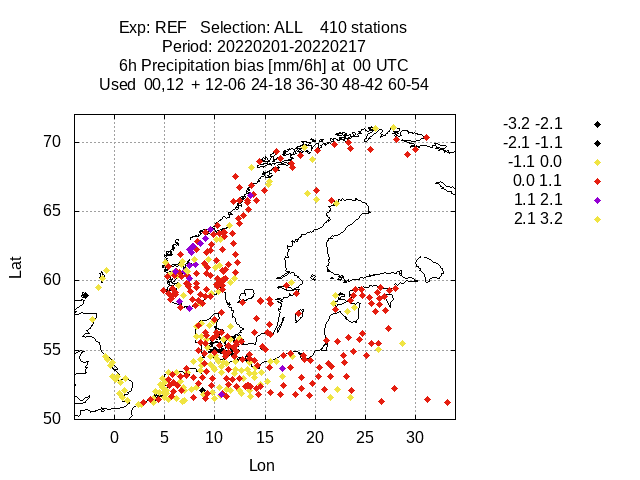 Exp: REF   Selection: ALL    410 stations
Period: 20220201-20220217
6h Precipitation bias [mm/6h] at  00 UTC
Used  00,12  + 12-06 24-18 36-30 48-42 60-54
-3.2 -2.1
-2.1 -1.1
-1.1 0.0
0.0 1.1
1.1 2.1
2.1 3.2
70
65
60
55
50
Lat
0 5 10 15 20 25 30
Lon